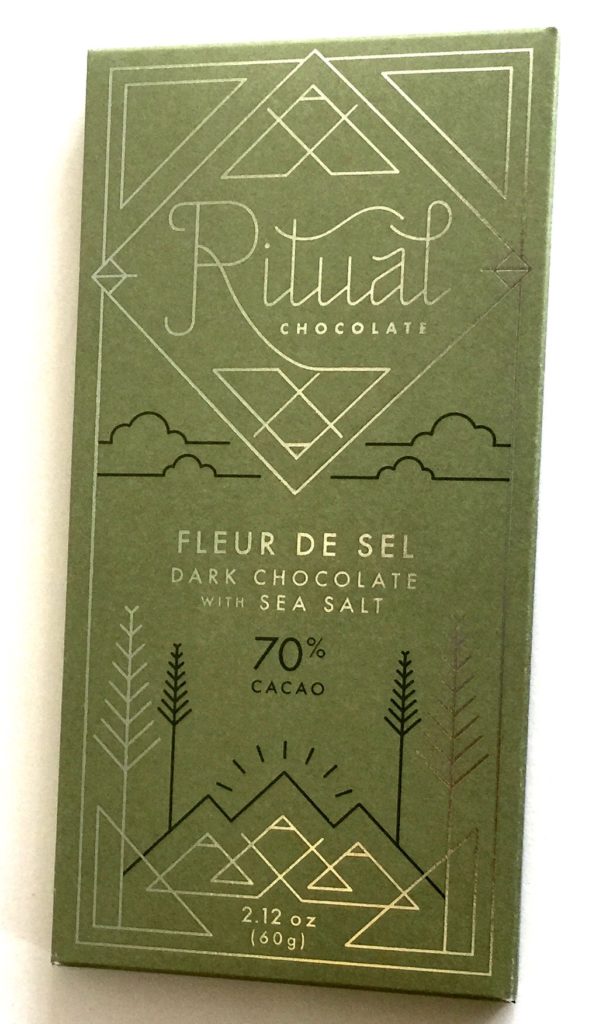 Ritual
CHOCOLATE
FLEUR DE SEL
DARK CHOCOLATE
WITH SEA SALT
70%
CACAO
2.12 oz
(60g)